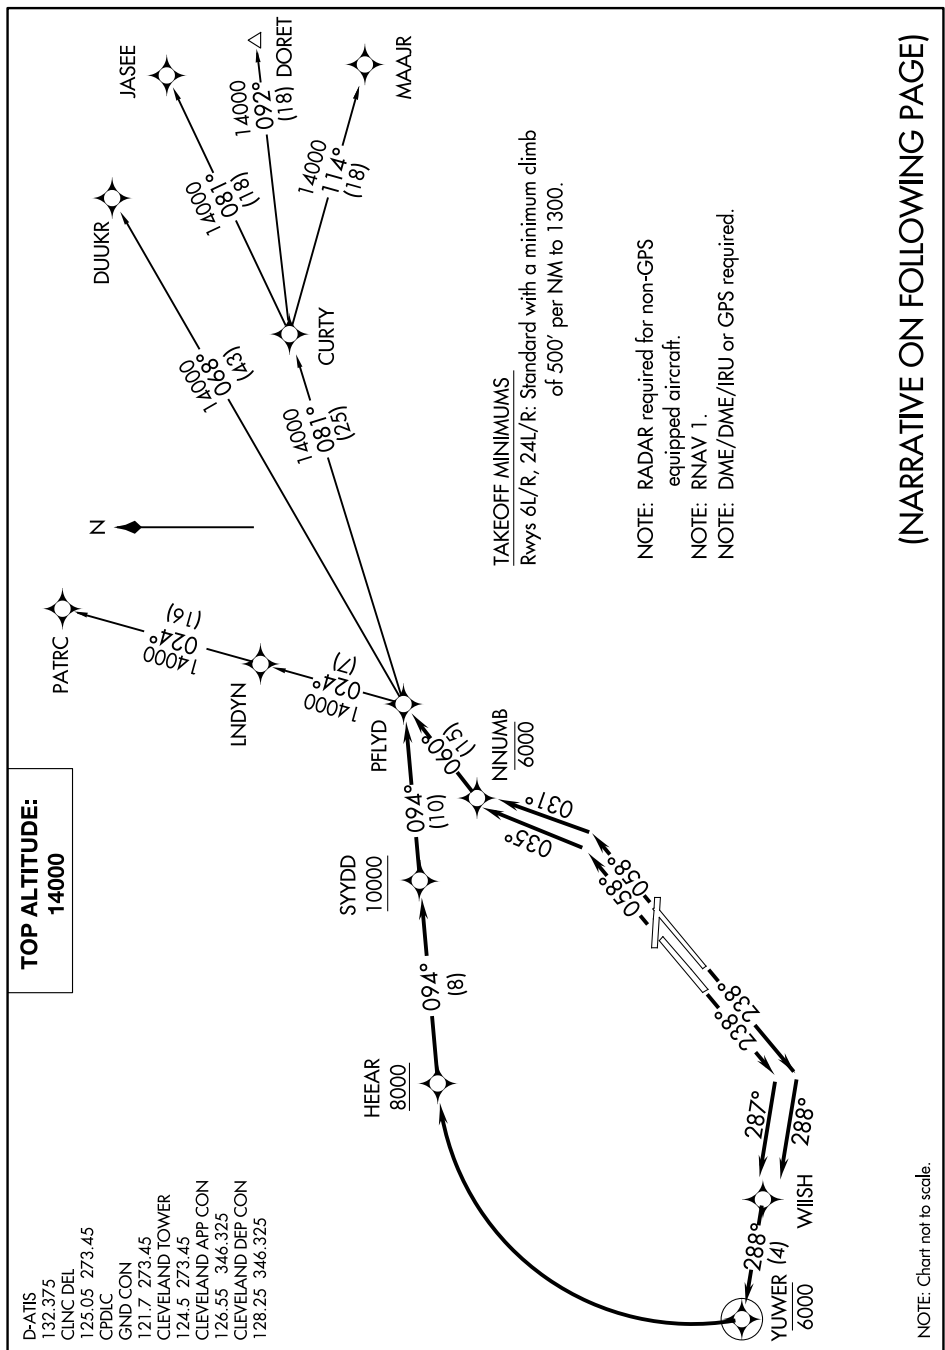 D-ATIS
132.375
CLNC DEL
125.05 273.45
CPDLC
GND CON
121.7 273.45
CLEVELAND TOWER
124.5 273.45
CLEVELAND APP CON
126.55 346.325
CLEVELAND DEP CON
128.25 346.325
TOP ALTITUDE:
14000
PATRC
14000
024°
(16)
LNDYN
14000
024°
(7)
N
DUUKR
14000
068°
(43)
JASEE
14000
081°
(18)
14000
092°
(18)
DORET
14000
114°
(18)
MAAJR
CURTY
14000
081°
(25)
PFLYD
SYYDD
10000
094°
(10)
HEEAR
8000
094°
(8)
060°
(15)
NNUMB
6000
035°
031°
058°
058°
238°
238°
287°
288°
WIISH
288°
(4)
YUWER
6000
TAKEOFF MINIMUMS
Rwys 6L/R, 24L/R: Standard with a minimum climb
of 500' per NM to 1300.
NOTE: RADAR required for non-GPS
equipped aircraft.
NOTE: RNAV 1.
NOTE: DME/DME/IRU or GPS required.
(NARRATIVE ON FOLLOWING PAGE)
NOTE: Chart not to scale.